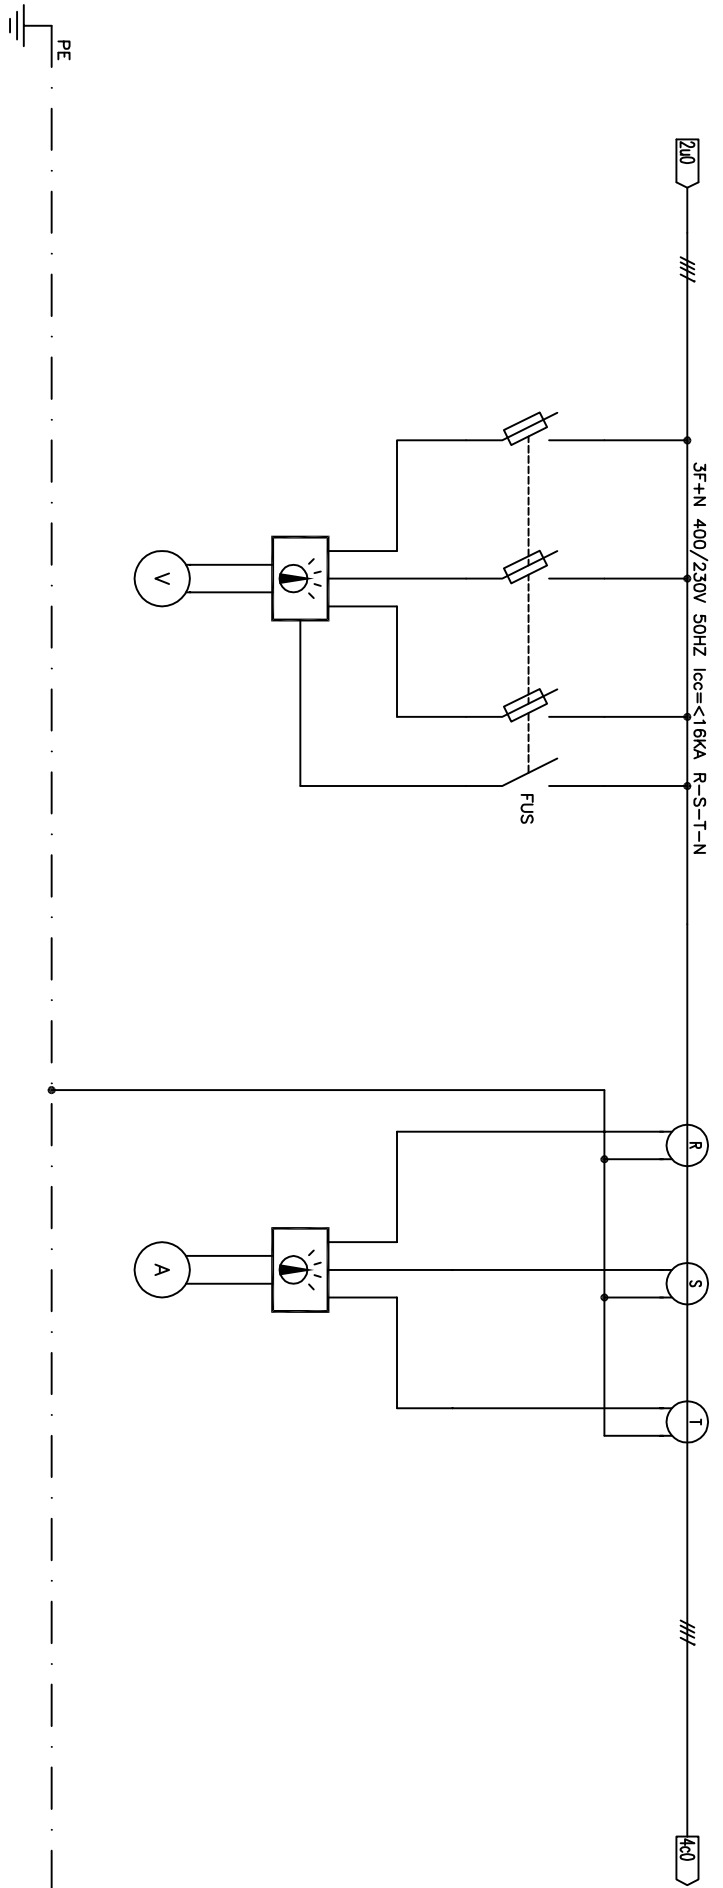 2u0
3F+N 400/230V 50HZ Icc=<16KA R-S-T-N
4c0
FUS
R
S
T
V
A
PE